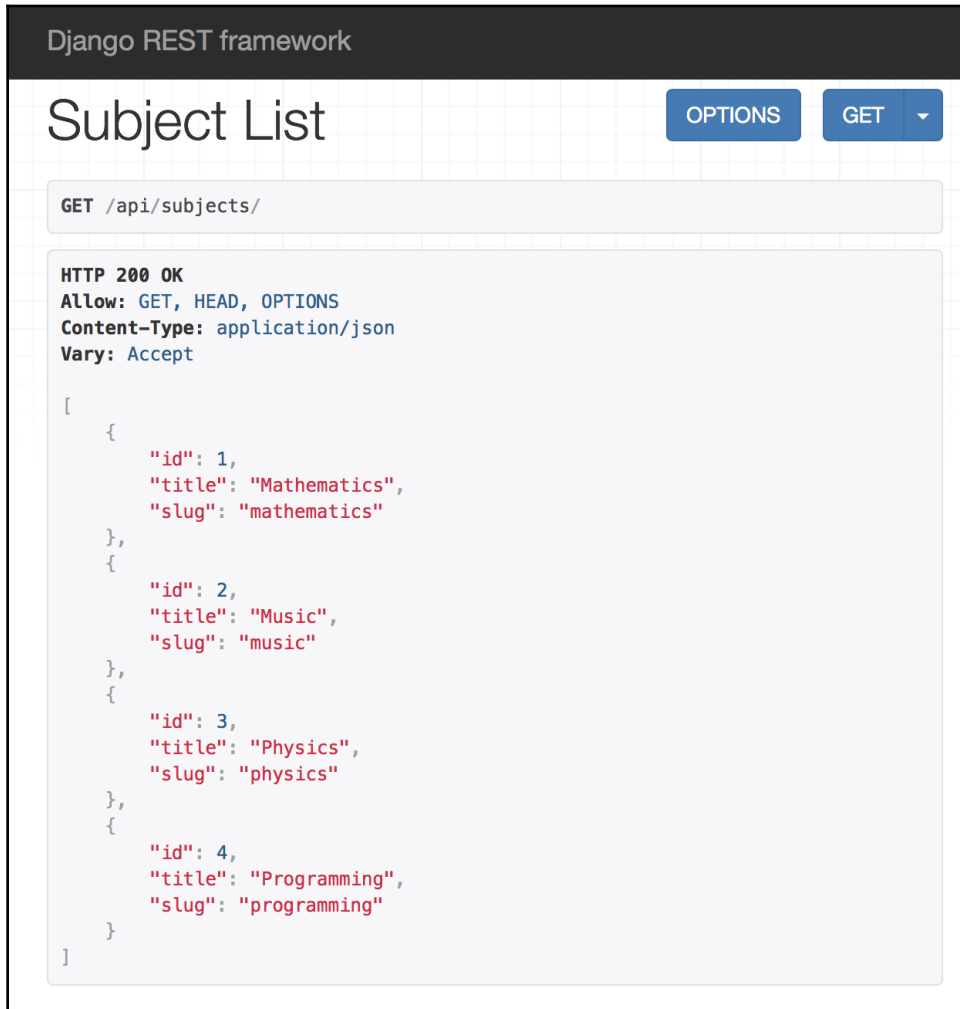 Django REST framework
Subject List
OPTIONS
GET
GET /api/subjects/
HTTP 200 OK
Allow: GET, HEAD, OPTIONS
Content-Type: application/json
Vary: Accept
[
    {
        "id": 1,
        "title": "Mathematics",
        "slug": "mathematics"
    },
    {
        "id": 2,
        "title": "Music",
        "slug": "music"
    },
    {
        "id": 3,
        "title": "Physics",
        "slug": "physics"
    },
    {
        "id": 4,
        "title": "Programming",
        "slug": "programming"
    }
]